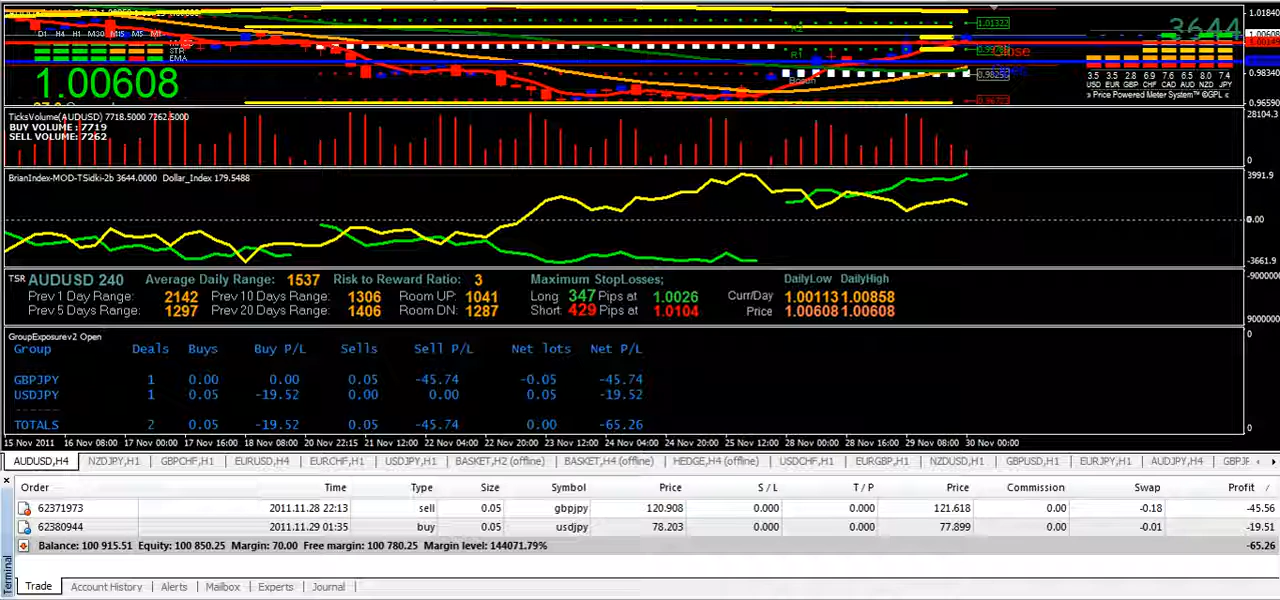 1.01840
1.01322
3644
D1 H4 H1 M30 M15 M5 M1
STR
EMA
R1
1.00608
Close
1.00608
0.98340
0.98250
0.96723
0.96590
3.5 3.5 2.8 6.9 7.6 6.5 8.0 7.4
USD EUR GBP CHF CAD AUD NZD JPY
» Price Powered Meter System™ ©GPL «
TicksVolume(AUDUSD) 7718.5000 7262.5000
28104.3
BUY VOLUME :7719
SELL VOLUME:7262
0
BrianIndex-MOD-TSidki-2b 3644.0000 Dollar_Index 179.5488
3991.9
0.00
-3661.9
TSR AUDUSD 240 Average Daily Range: 1537 Risk to Reward Ratio: 3 Maximum StopLosses; DailyLow DailyHigh
-9000000
Prev 1 Day Range: 2142 Prev 10 Days Range: 1306 Room UP: 1041 Long 347 Pips at 1.0026 Curr/Day 1.00113 1.00858
Prev 5 Days Range: 1297 Prev 20 Days Range: 1406 Room DN: 1287 Short 429 Pips at 1.0104 Price 1.00608 1.00608
9000000
GroupExposurev2 Open
0
Group Deals Buys Buy P/L Sells Sell P/L Net lots Net P/L
GBPJPY 1 0.00 0.00 0.05 -45.74 -0.05 -45.74
USDJPY 1 0.05 -19.52 0.00 0.00 0.05 -19.52
------
TOTALS 2 0.05 -19.52 0.05 -45.74 0.00 -65.26
0
15 Nov 2011 16 Nov 08:00 17 Nov 00:00 17 Nov 16:00 18 Nov 08:00 20 Nov 22:15 21 Nov 12:00 22 Nov 04:00 22 Nov 20:00 23 Nov 12:00 24 Nov 04:00 24 Nov 20:00 25 Nov 12:00 28 Nov 00:00 28 Nov 16:00 29 Nov 08:00 30 Nov 00:00
AUDUSD,H4 NZDJPY,H1 GBPCHF,H1 EURUSD,H4 EURCHF,H1 USDJPY,H1 BASKET,H2 (offline) BASKET,H4 (offline) HEDGE,H4 (offline) USDCHF,H1 EURGBP,H1 NZDUSD,H1 GBPUSD,H1 EURJPY,H1 AUDJPY,H4 GBPJF
Order Time Type Size Symbol Price S / L T / P Price Commission Swap Profit /
62371973 2011.11.28 22:13 sell 0.05 gbpjpy 120.908 0.000 0.000 121.618 0.00 -0.18 -45.56
62380944 2011.11.29 01:35 buy 0.05 usdjpy 78.203 0.000 0.000 77.899 0.00 -0.01 -19.51
Balance: 100 915.51 Equity: 100 850.25 Margin: 70.00 Free margin: 100 780.25 Margin level: 144071.79% -65.26
Terminal
Trade Account History Alerts Mailbox Experts Journal